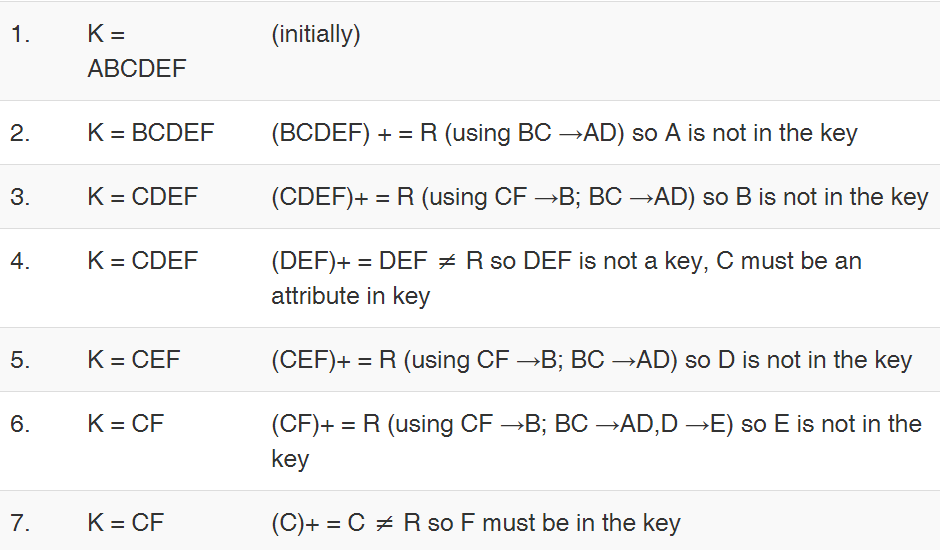 1. K = (initially)
ABCDEF
2. K = BCDEF (BCDEF) + = R (using BC →AD) so A is not in the key
3. K = CDEF (CDEF)+ = R (using CF →B; BC →AD) so B is not in the key
4. K = CDEF (DEF)+ = DEF ≠ R so DEF is not a key, C must be an
attribute in key
5. K = CEF (CEF)+ = R (using CF →B; BC →AD) so D is not in the key
6. K = CF (CF)+ = R (using CF →B; BC →AD,D →E) so E is not in the
key
7. K = CF (C)+ = C ≠ R so F must be in the key